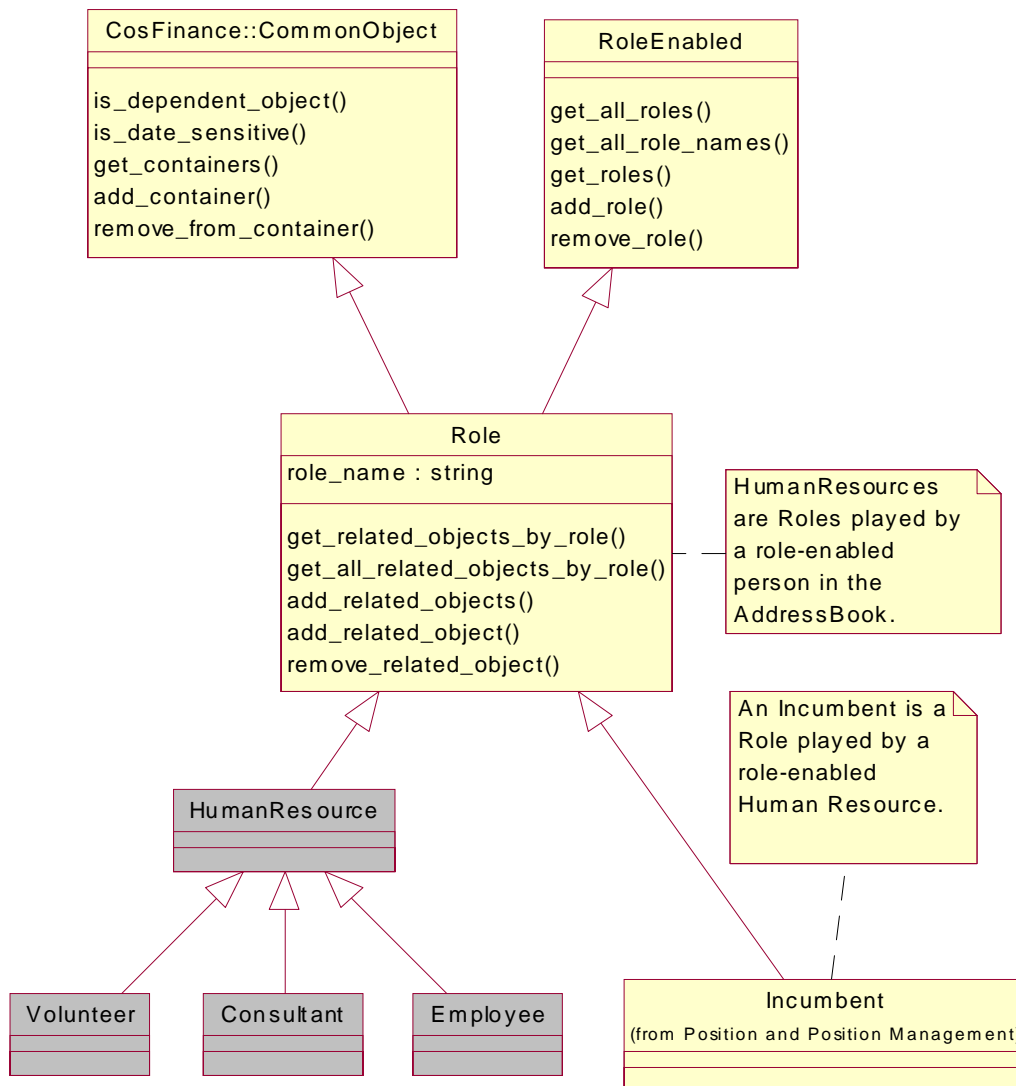 CosFinance::CommonObject
is_dependent_object()
is_date_sensitive()
get_containers()
add_container()
remove_from_container()
RoleEnabled
get_all_roles()
get_all_role_names()
get_roles()
add_role()
remove_role()
Role
role_name : string
get_related_objects_by_role()
get_all_related_objects_by_role()
add_related_objects()
add_related_object()
remove_related_object()
HumanResources
are Roles played by
a role-enabled
person in the
AddressBook.
An Incumbent is a
Role played by a
role-enabled
Human Resource.
HumanResource
Volunteer
Consultant
Employee
Incumbent
(from Position and Position Management)